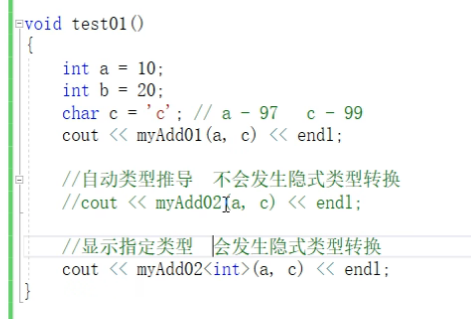 void test01()
{
int a = 10;
int b = 20;
char c = 'c'; // a - 97 c - 99
cout << myAdd01(a, c) << endl;
//自动类型推导 不会发生隐式类型转换
//cout << myAdd02(a, c) << endl;
//显示指定类型 会发生隐式类型转换
cout << myAdd02<int>(a, c) << endl;
}